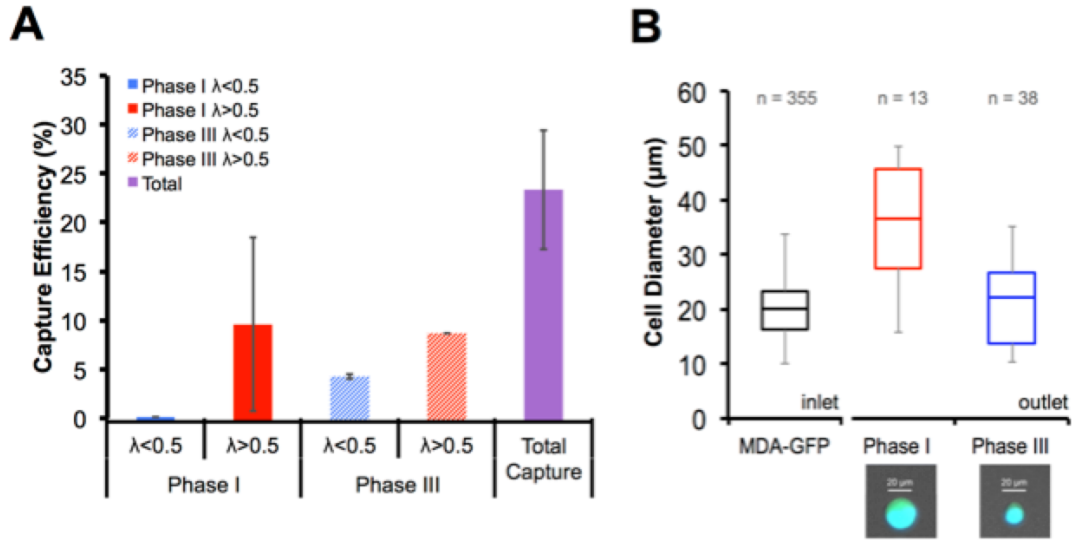 A
Capture Efficiency (%)
35
30
25
20
15
10
5
0
Phase I λ<0.5
Phase I λ>0.5
Phase III λ<0.5
Phase III λ>0.5
Total
λ<0.5
λ>0.5
λ<0.5
λ>0.5
Total
Capture
Phase I
Phase III
B
Cell Diameter (µm)
60
50
40
30
20
10
0
n = 355
n = 13
n = 38
inlet
outlet
MDA-GFP
Phase I
Phase III
20 µm
20 µm